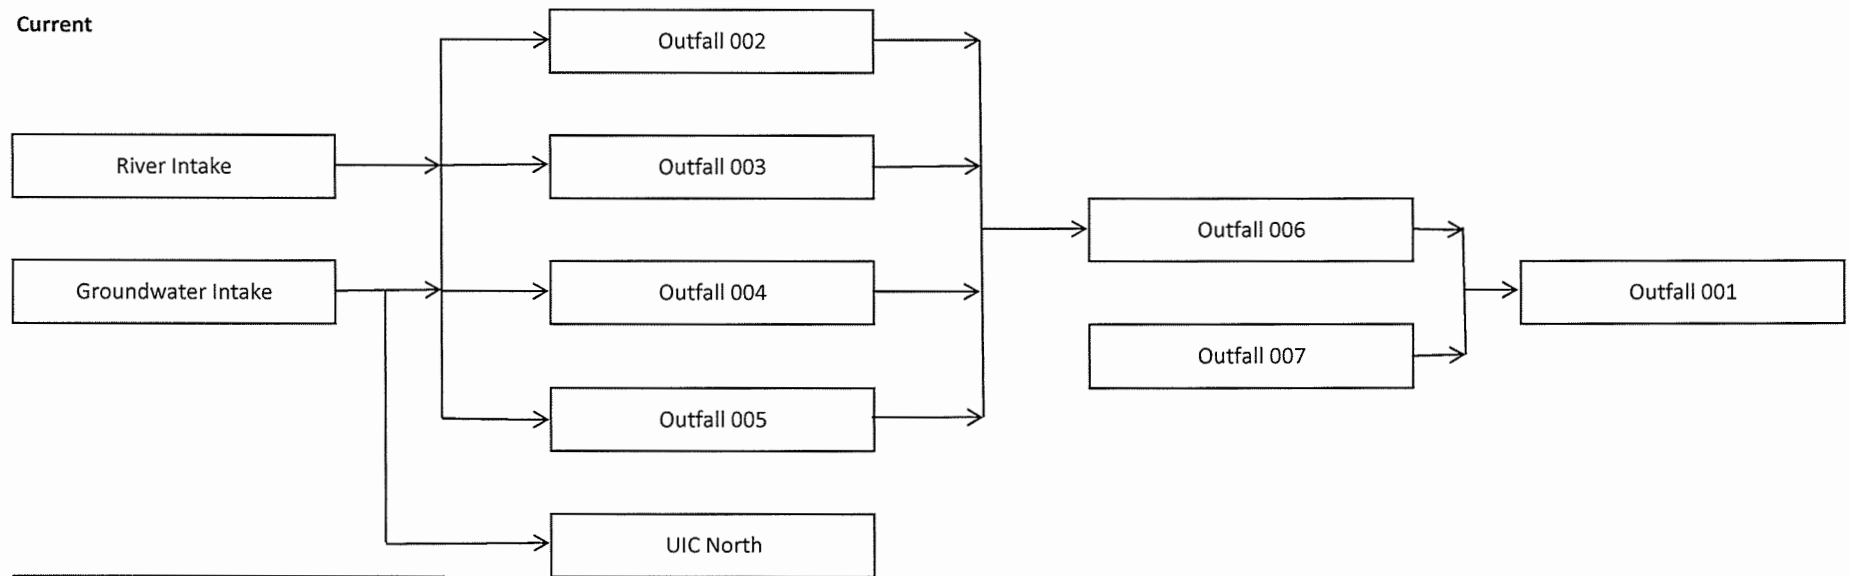 Current
Outfall 002
River Intake
Outfall 003
Outfall 006
Groundwater Intake
Outfall 004
Outfall 001
Outfall 007
Outfall 005
UIC North